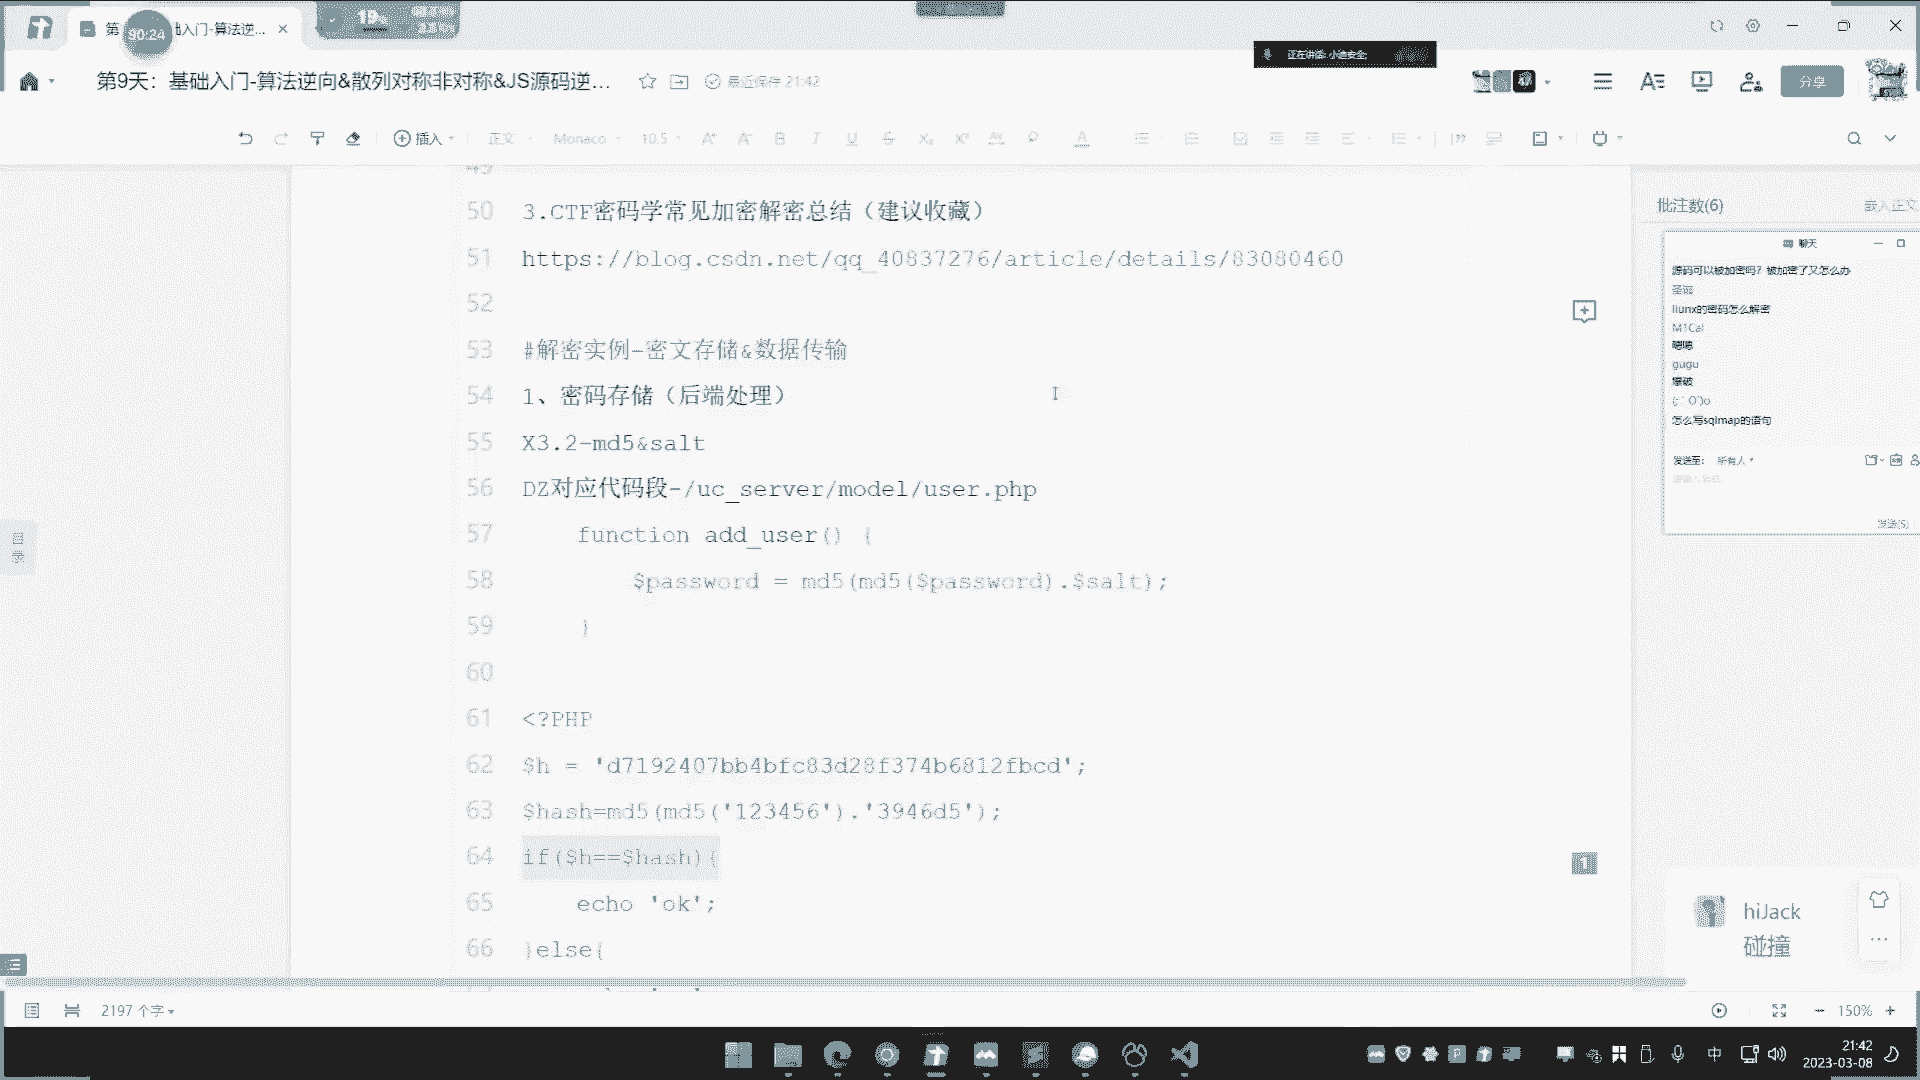 第
90:24
础入门-算法逆...
19%
正在讲话: 小迪安全;
第9天：基础入门-算法逆向&散列对称非对称&JS源码逆...
最近保存 21:42
分享
插入
正文
Monaco
10.5
49
50 3.CTF密码学常见加密解密总结（建议收藏）
51 https://blog.csdn.net/qq_40837276/article/details/83080460
52
53 #解密实例-密文存储&数据传输
54 1、密码存储（后端处理）
55 X3.2-md5&salt
56 DZ对应代码段-/uc_server/model/user.php
57 function add_user() {
58 $password = md5(md5($password).$salt);
59 }
60
61 <?PHP
62 $h = 'd7192407bb4bfc83d28f374b6812fbcd';
63 $hash=md5(md5('123456').'3946d5');
64 if($h==$hash){
65 echo 'ok';
66 }else{
目录
批注数(6)
嵌入正文
聊天
源码可以被加密吗？被加密了又怎么办
liunx的密码怎么解密
M1Cal
嗯嗯
gugu
爆破
怎么写sqlmap的语句
发送至: 所有人
发送(S)
1
hiJack
碰撞
2197 个字
150%
中
21:42
2023-03-08